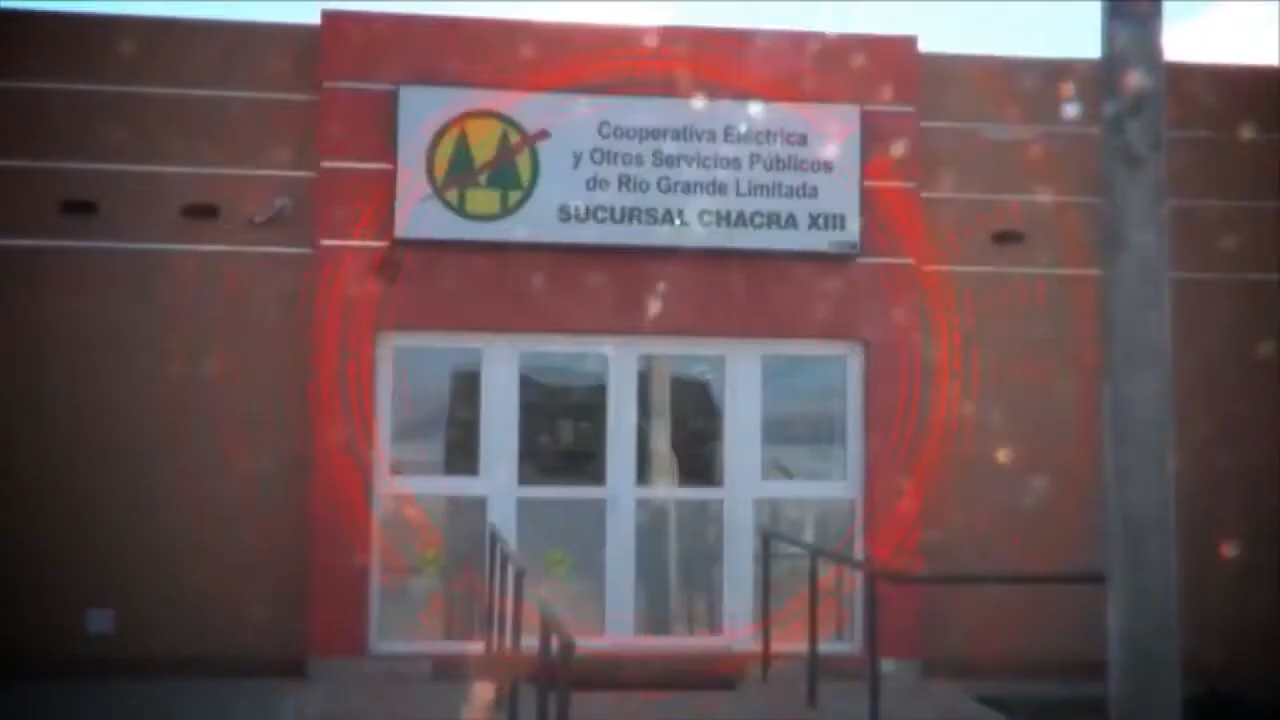 Cooperativa Eléctrica
y Otros Servicios Públicos
de Río Grande Limitada
SUCURSAL CHACRA XIII